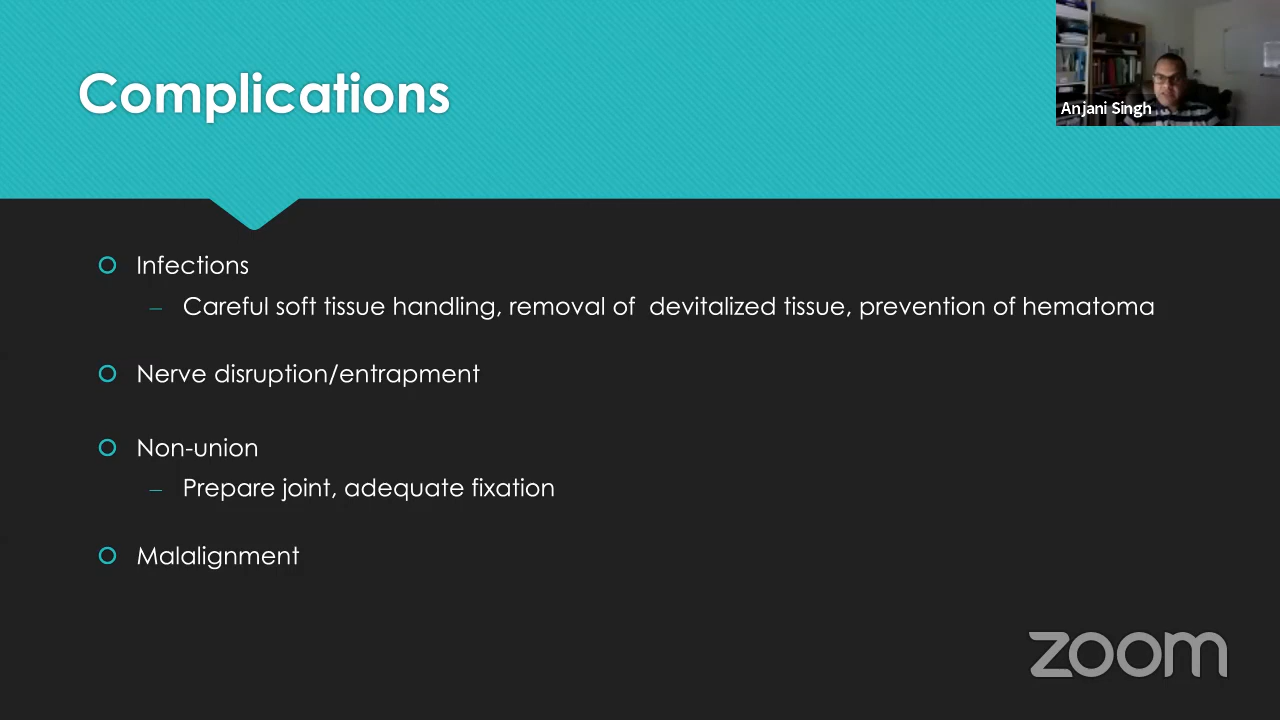 Complications
Anjani Singh
Infections
– Careful soft tissue handling, removal of  devitalized tissue, prevention of hematoma
Nerve disruption/entrapment
Non-union
– Prepare joint, adequate fixation
Malalignment
zoom